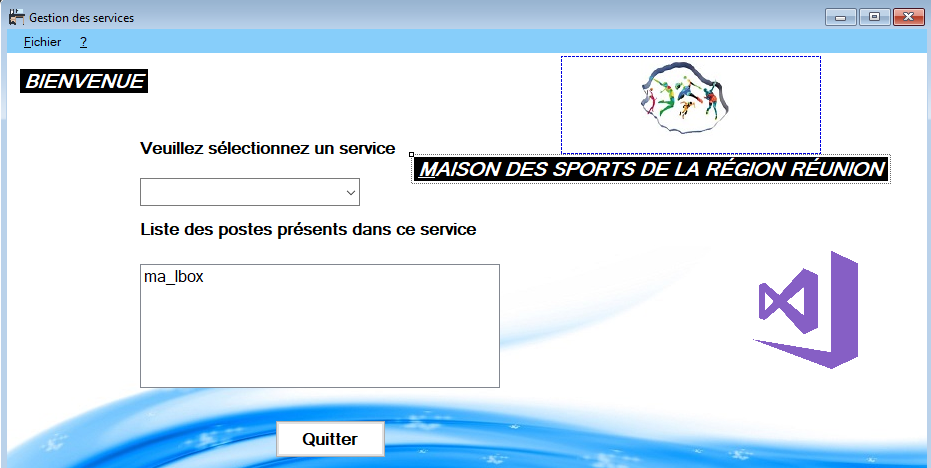 Gestion des services
Fichier ?
BIENVENUE
Veuillez sélectionnez un service
MAISON DES SPORTS DE LA RÉGION RÉUNION
Liste des postes présents dans ce service
ma_lbox
Quitter